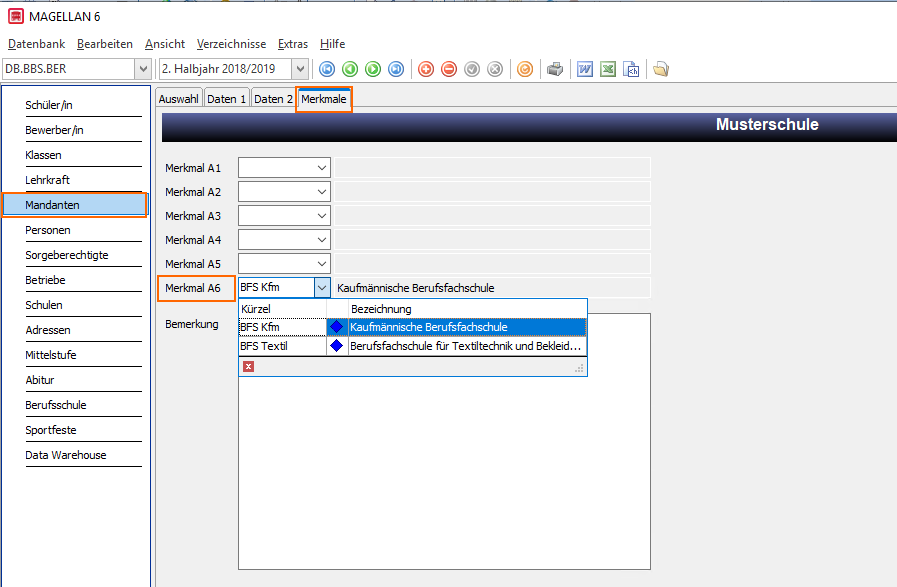 MAGELLAN 6
Datenbank Bearbeiten Ansicht Verzeichnisse Extras Hilfe
DB.BBS.BER 2. Halbjahr 2018/2019
Auswahl Daten 1 Daten 2 Merkmale
Musterschule
Schüler/in
Bewerber/in
Klassen
Lehrkraft
Mandanten
Personen
Sorgeberechtigte
Betriebe
Schulen
Adressen
Mittelstufe
Abitur
Berufsschule
Sportfeste
Data Warehouse
Merkmal A1
Merkmal A2
Merkmal A3
Merkmal A4
Merkmal A5
Merkmal A6 BFS Kfm Kaufmännische Berufsfachschule
Kürzel Bezeichnung
BFS Kfm Kaufmännische Berufsfachschule
BFS Textil Berufsfachschule für Textiltechnik und Bekleid...
Bemerkung